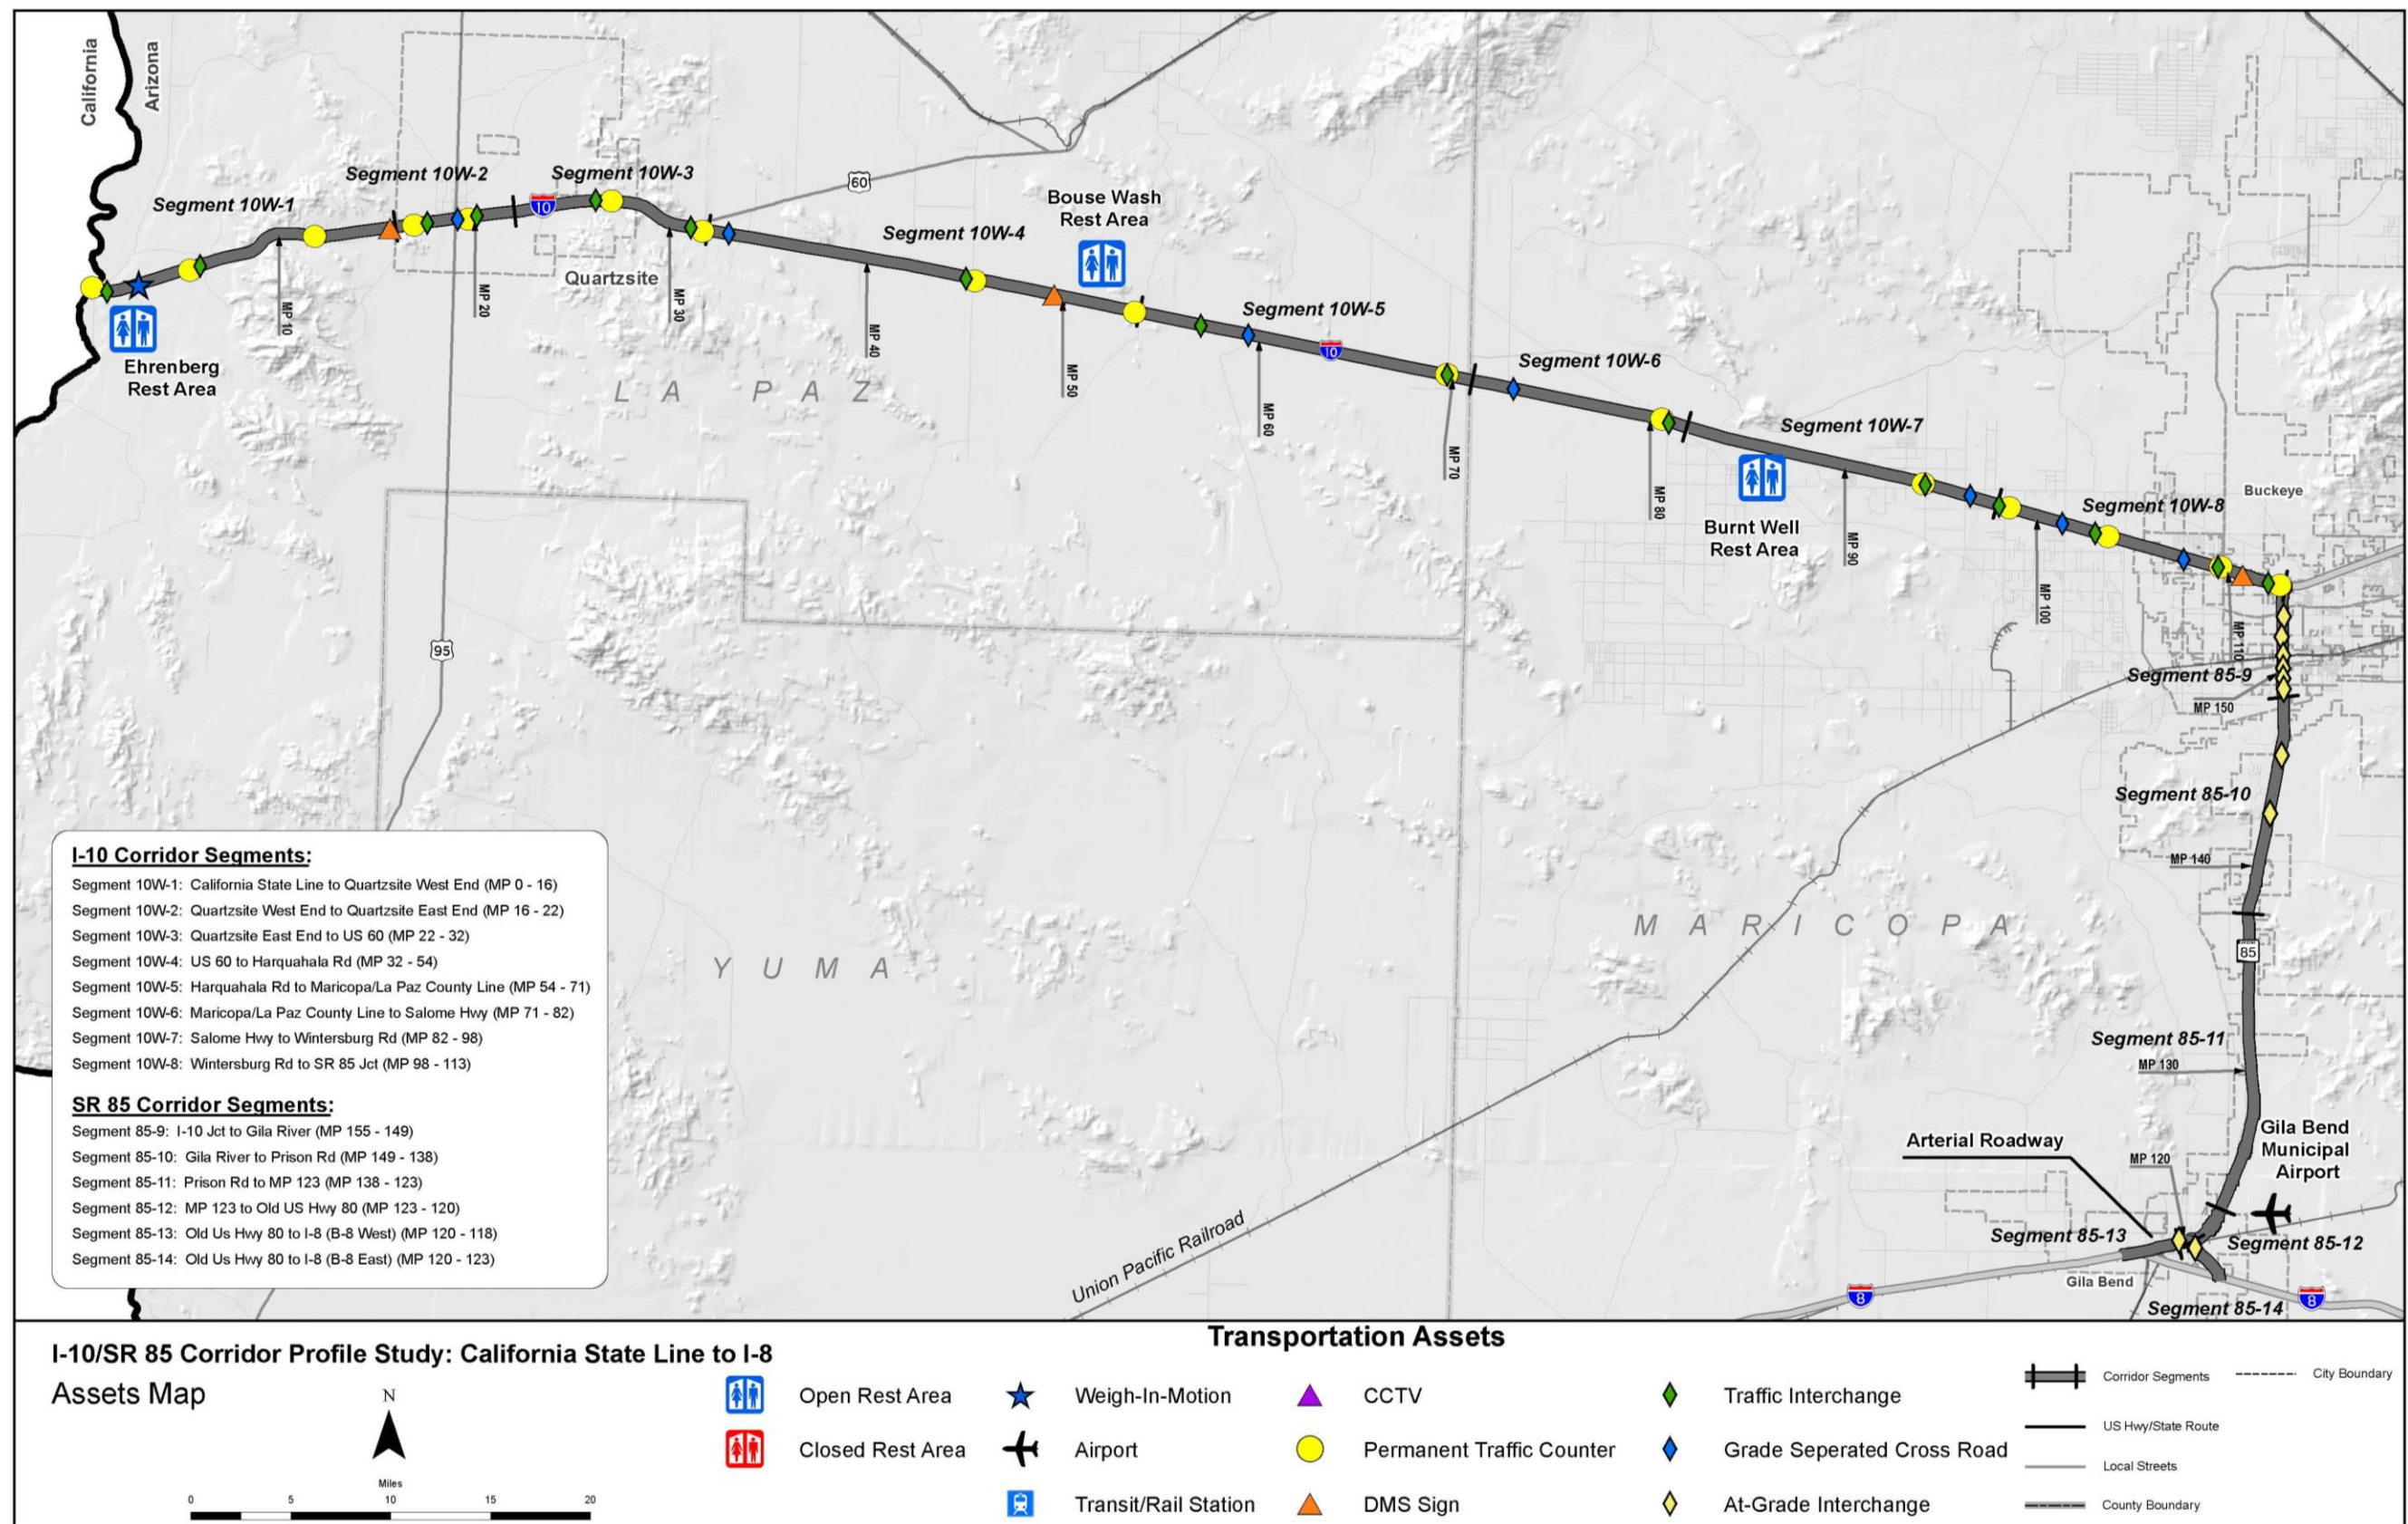 California
Arizona
Segment 10W-1
Segment 10W-2
Segment 10W-3
10
60
Bouse Wash
Rest Area
Segment 10W-4
Quartzsite
MP 10
MP 20
MP 30
MP 40
MP 50
MP 60
MP 70
MP 80
MP 90
MP 100
MP 110
Ehrenberg
Rest Area
Segment 10W-5
10
Segment 10W-6
LA PAZ
Segment 10W-7
Burnt Well
Rest Area
Buckeye
Segment 10W-8
95
Segment 85-9
MP 150
Segment 85-10
MP 140
85
MARICOPA
YUMA
Segment 85-11
MP 130
Arterial Roadway
MP 120
Gila Bend
Municipal
Airport
Segment 85-13
Segment 85-12
Gila Bend
Segment 85-14
8
8
Union Pacific Railroad
I-10 Corridor Segments:
Segment 10W-1: California State Line to Quartzsite West End (MP 0 - 16)
Segment 10W-2: Quartzsite West End to Quartzsite East End (MP 16 - 22)
Segment 10W-3: Quartzsite East End to US 60 (MP 22 - 32)
Segment 10W-4: US 60 to Harquahala Rd (MP 32 - 54)
Segment 10W-5: Harquahala Rd to Maricopa/La Paz County Line (MP 54 - 71)
Segment 10W-6: Maricopa/La Paz County Line to Salome Hwy (MP 71 - 82)
Segment 10W-7: Salome Hwy to Wintersburg Rd (MP 82 - 98)
Segment 10W-8: Wintersburg Rd to SR 85 Jct (MP 98 - 113)
SR 85 Corridor Segments:
Segment 85-9: I-10 Jct to Gila River (MP 155 - 149)
Segment 85-10: Gila River to Prison Rd (MP 149 - 138)
Segment 85-11: Prison Rd to MP 123 (MP 138 - 123)
Segment 85-12: MP 123 to Old US Hwy 80 (MP 123 - 120)
Segment 85-13: Old Us Hwy 80 to I-8 (B-8 West) (MP 120 - 118)
Segment 85-14: Old Us Hwy 80 to I-8 (B-8 East) (MP 120 - 123)
I-10/SR 85 Corridor Profile Study: California State Line to I-8
Assets Map
N
Miles
0 5 10 15 20
Transportation Assets
Open Rest Area
Closed Rest Area
Weigh-In-Motion
Airport
Transit/Rail Station
CCTV
Permanent Traffic Counter
DMS Sign
Traffic Interchange
Grade Seperated Cross Road
At-Grade Interchange
Corridor Segments
City Boundary
US Hwy/State Route
Local Streets
County Boundary